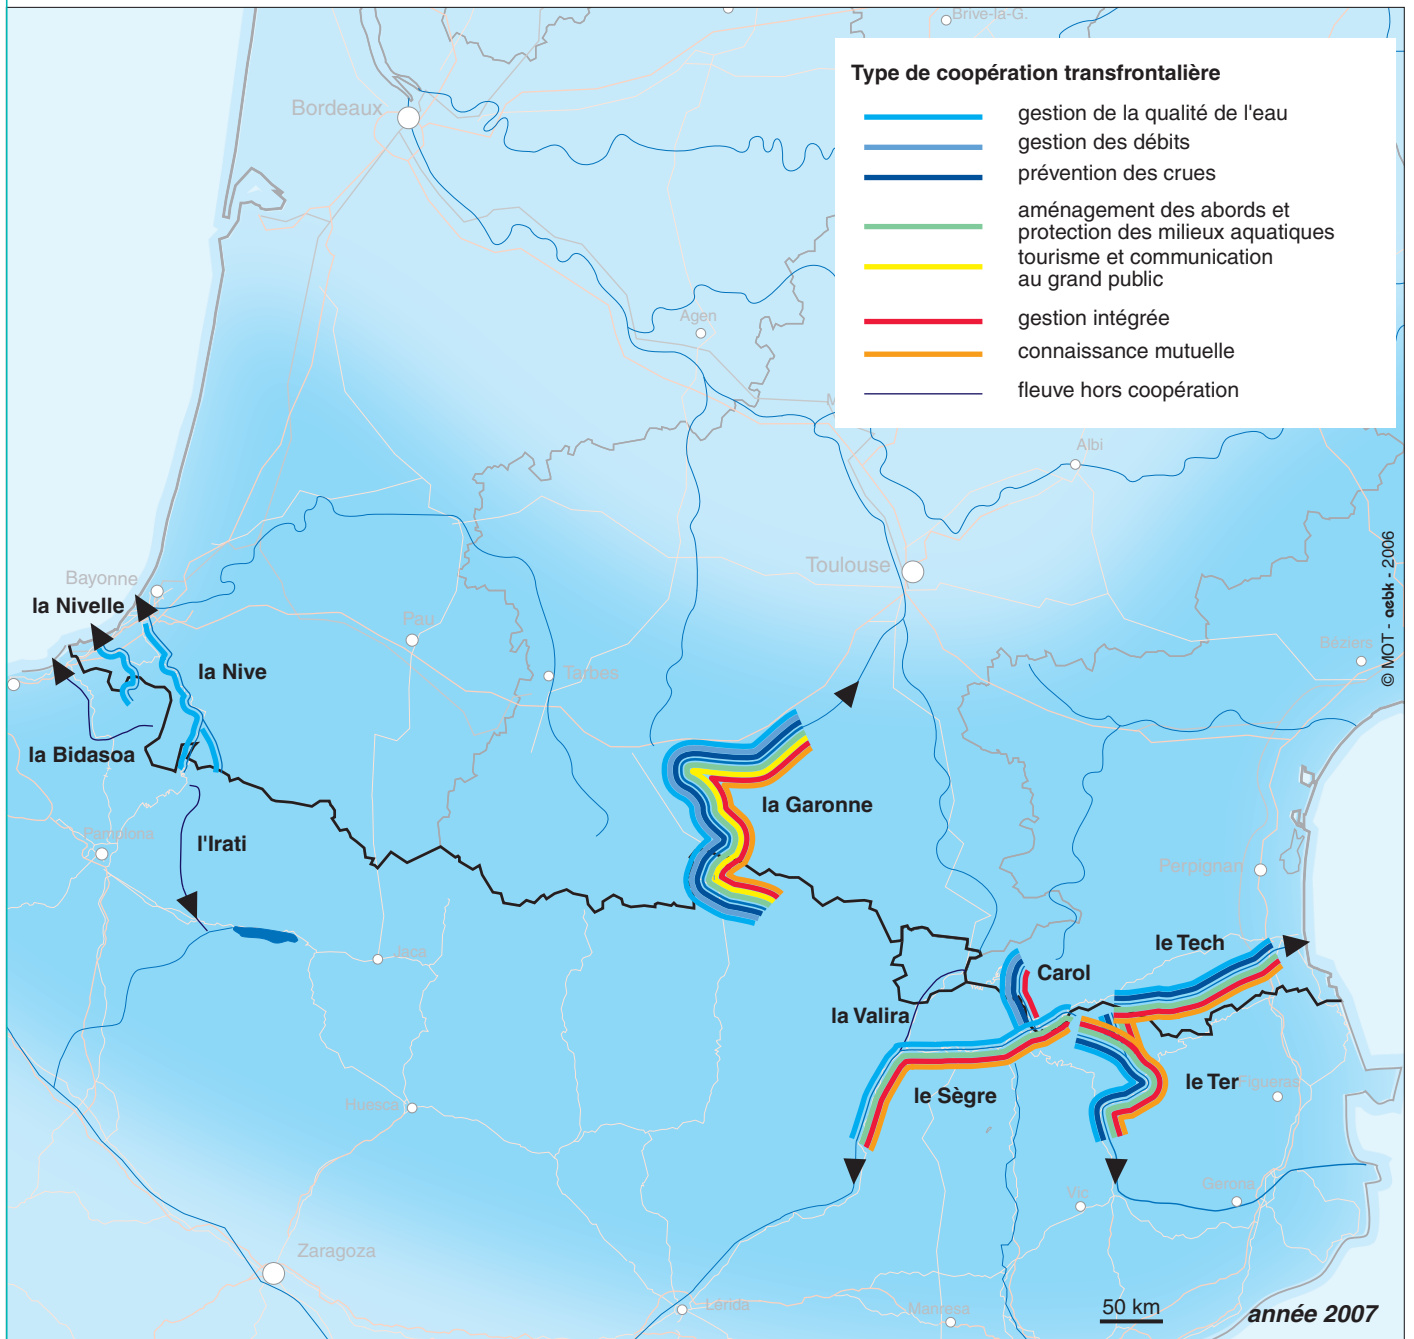 Brive-la-G.
Type de coopération transfrontalière
gestion de la qualité de l'eau
gestion des débits
prévention des crues
aménagement des abords et
protection des milieux aquatiques
tourisme et communication
au grand public
gestion intégrée
connaissance mutuelle
fleuve hors coopération
Bordeaux
Agen
M
Albi
Toulouse
© MOT - aebk - 2006
Bayonne
la Nivelle
Pau
Béziers
la Nive
Tarbes
la Bidasoa
la Garonne
Pamplona
l'Irati
Perpignan
Jaca
le Tech
Carol
la Valira
le Sègre
le Ter
Figueras
Huesca
Vic
Gerona
Zaragoza
Lérida
Manresa
50 km
année 2007